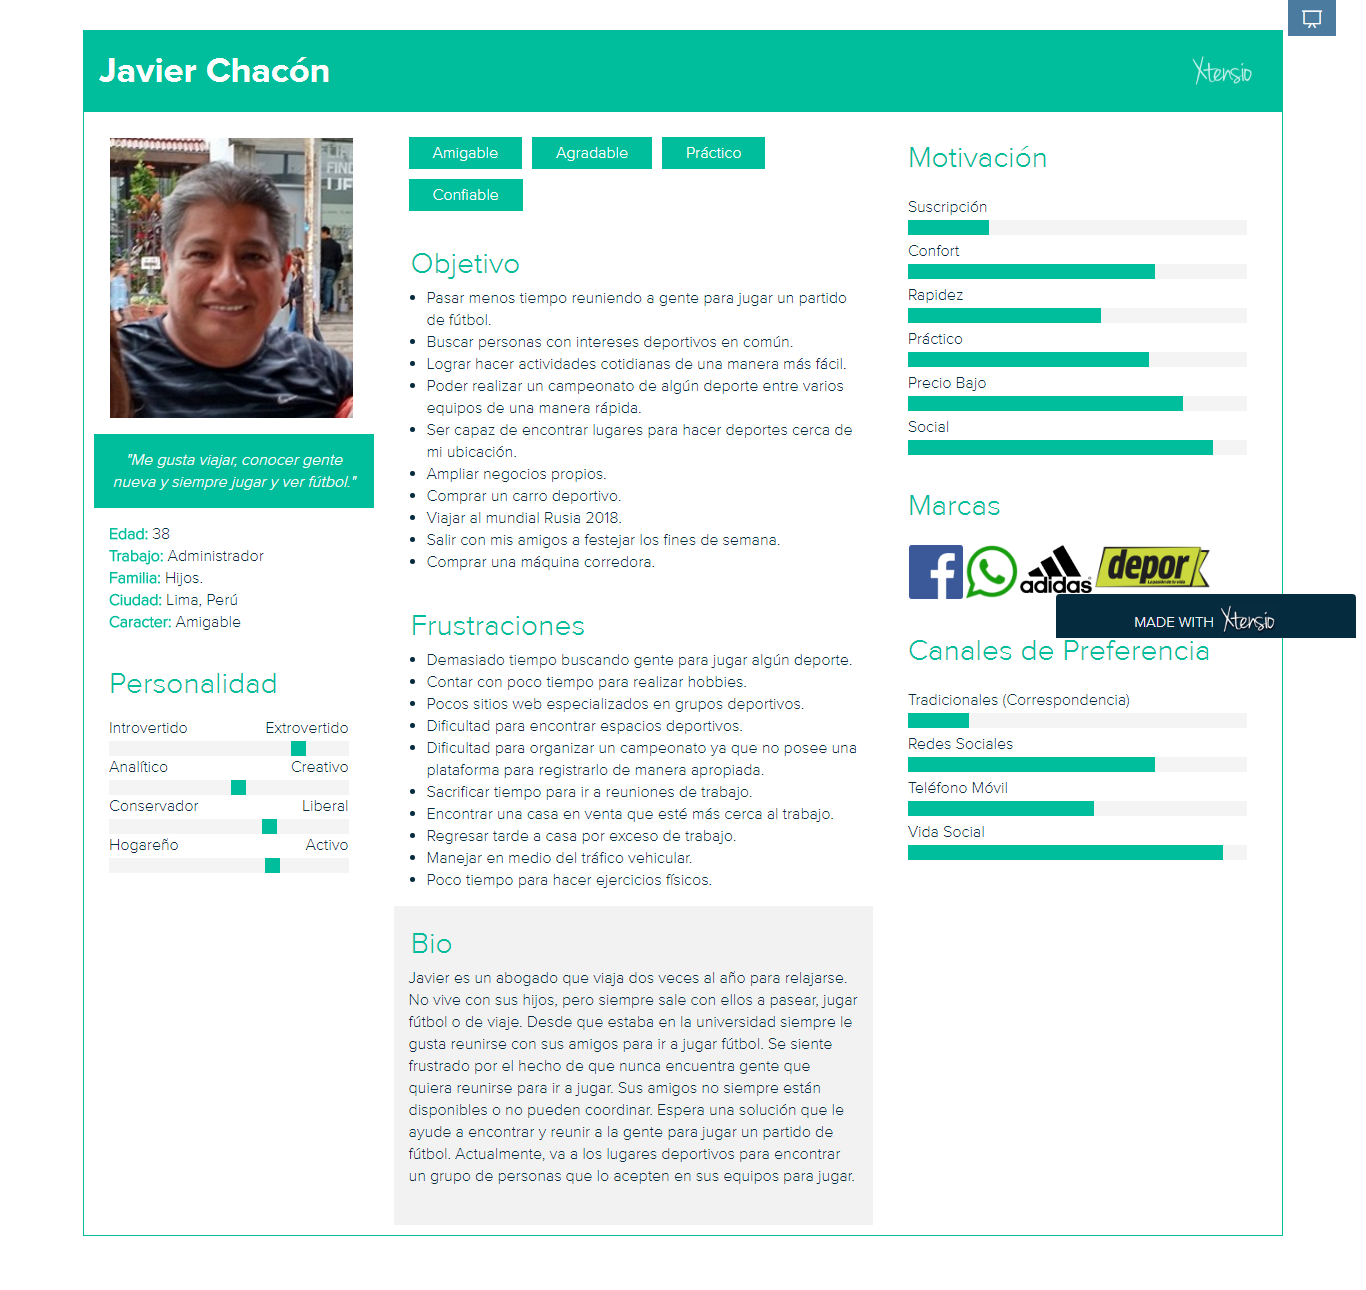 Javier Chacón
Xtensio
FIND
"Me gusta viajar, conocer gente
nueva y siempre jugar y ver fútbol."
Edad: 38
Trabajo: Administrador
Familia: Hijos.
Ciudad: Lima, Perú
Caracter: Amigable
Personalidad
Introvertido Extrovertido
Analítico Creativo
Conservador Liberal
Hogareño Activo
Amigable Agradable Práctico
Confiable
Objetivo
• Pasar menos tiempo reuniendo a gente para jugar un partido
de fútbol.
• Buscar personas con intereses deportivos en común.
• Lograr hacer actividades cotidianas de una manera más fácil.
• Poder realizar un campeonato de algún deporte entre varios
equipos de una manera rápida.
• Ser capaz de encontrar lugares para hacer deportes cerca de
mi ubicación.
• Ampliar negocios propios.
• Comprar un carro deportivo.
• Viajar al mundial Rusia 2018.
• Salir con mis amigos a festejar los fines de semana.
• Comprar una máquina corredora.
Frustraciones
• Demasiado tiempo buscando gente para jugar algún deporte.
• Contar con poco tiempo para realizar hobbies.
• Pocos sitios web especializados en grupos deportivos.
• Dificultad para encontrar espacios deportivos.
• Dificultad para organizar un campeonato ya que no posee una
plataforma para registrarlo de manera apropiada.
• Sacrificar tiempo para ir a reuniones de trabajo.
• Encontrar una casa en venta que esté más cerca al trabajo.
• Regresar tarde a casa por exceso de trabajo.
• Manejar en medio del tráfico vehicular.
• Poco tiempo para hacer ejercicios físicos.
Bio
Javier es un abogado que viaja dos veces al año para relajarse.
No vive con sus hijos, pero siempre sale con ellos a pasear, jugar
fútbol o de viaje. Desde que estaba en la universidad siempre le
gusta reunirse con sus amigos para ir a jugar fútbol. Se siente
frustrado por el hecho de que nunca encuentra gente que
quiera reunirse para ir a jugar. Sus amigos no siempre están
disponibles o no pueden coordinar. Espera una solución que le
ayude a encontrar y reunir a la gente para jugar un partido de
fútbol. Actualmente, va a los lugares deportivos para encontrar
un grupo de personas que lo acepten en sus equipos para jugar.
Motivación
Suscripción
Confort
Rapidez
Práctico
Precio Bajo
Social
Marcas
adidas
depor
La pasión de tu vida
MADE WITH Xtensio
Canales de Preferencia
Tradicionales (Correspondencia)
Redes Sociales
Teléfono Móvil
Vida Social